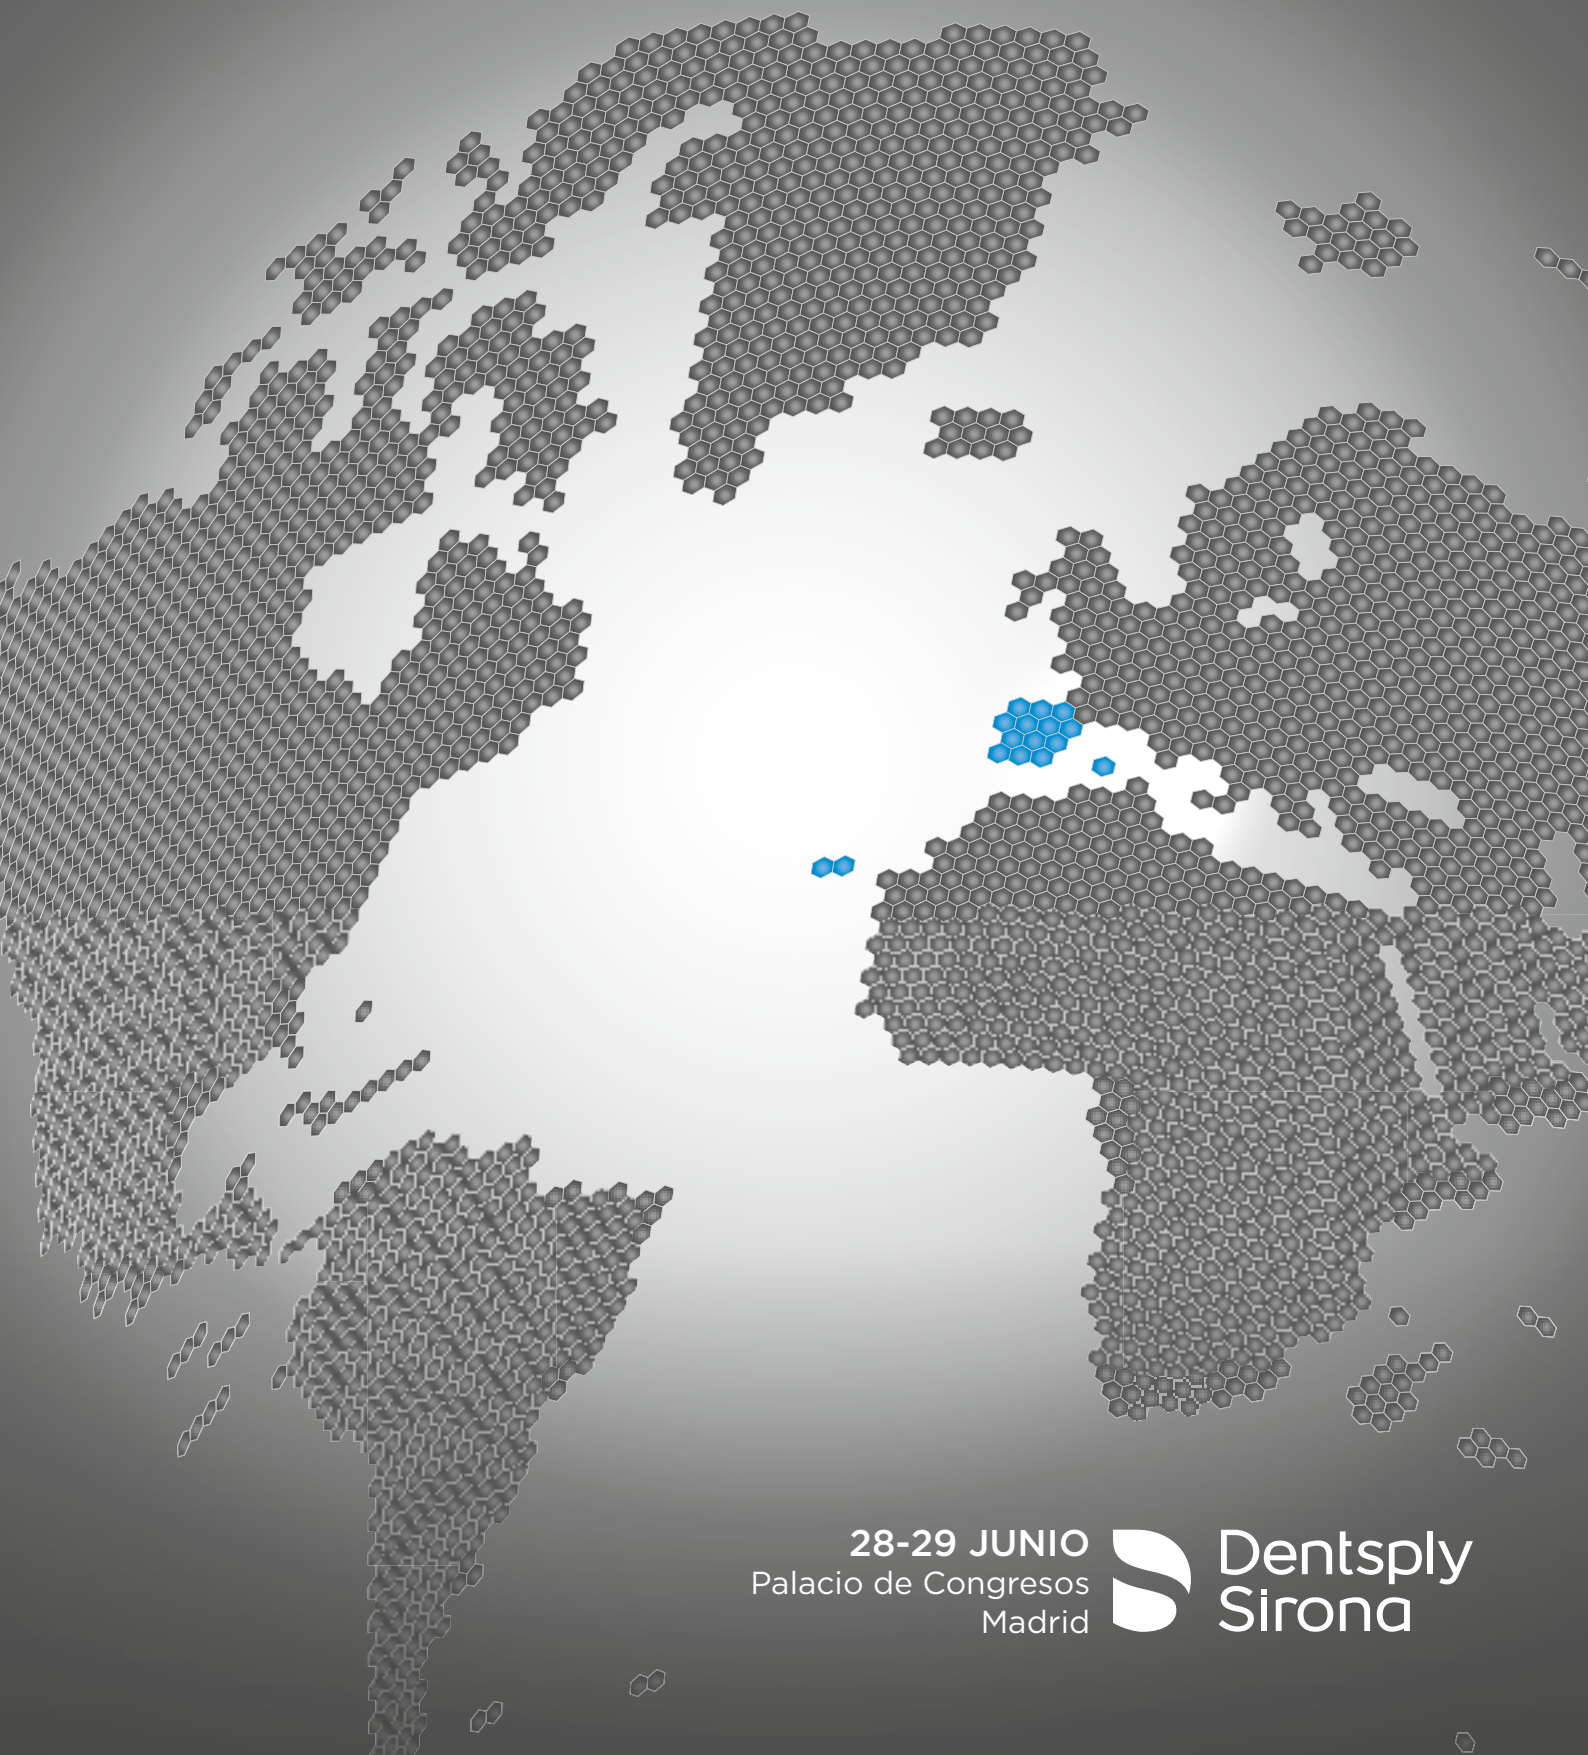 28-29 JUNIO
Palacio de Congresos
Madrid
Dentsply
Sirona